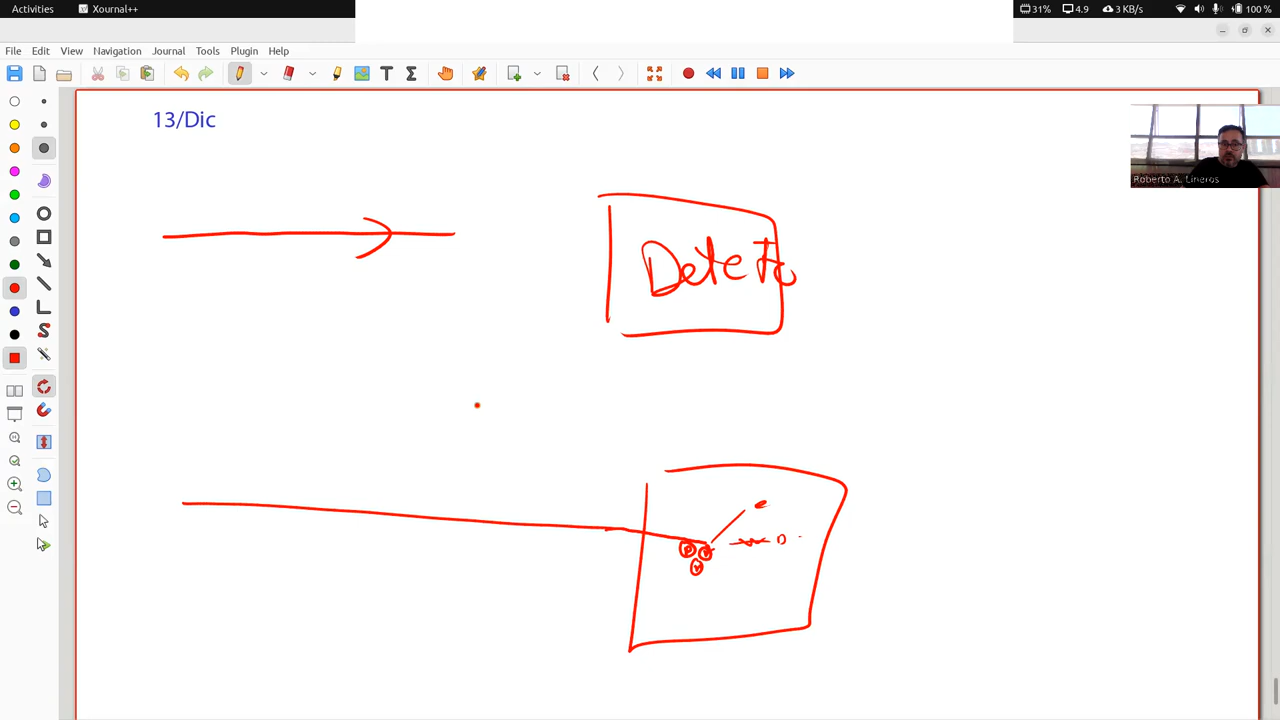 Activities Xournal++ 31% 4.9 3 KB/s 100 %
File Edit View Navigation Journal Tools Plugin Help
13/Dic
Roberto A. Lineros
Deteto
e